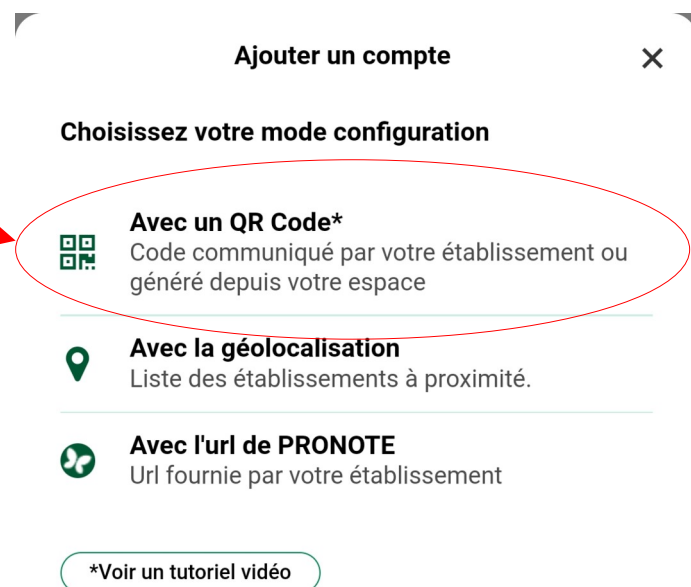 Ajouter un compte
Choisissez votre mode configuration
Avec un QR Code*
Code communiqué par votre établissement ou
généré depuis votre espace
Avec la géolocalisation
Liste des établissements à proximité.
Avec l'url de PRONOTE
Url fournie par votre établissement
*Voir un tutoriel vidéo